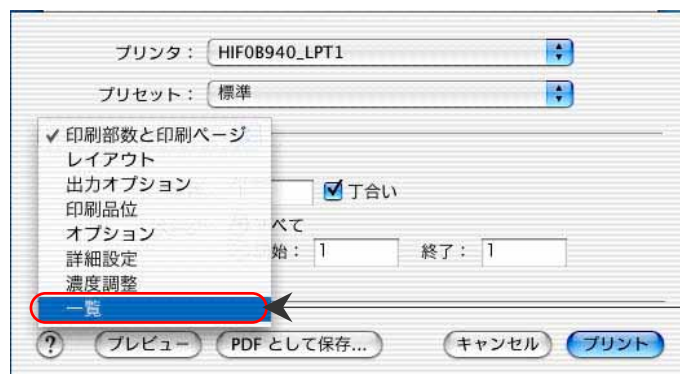 プリンタ： HIF0B940_LPT1
プリセット： 標準
✓ 印刷部数と印刷ページ
レイアウト
出力オプション
丁合い
印刷品位
べて
オプション
始： 1 終了： 1
詳細設定
濃度調整
一覧
? プレビュー PDF として保存... キャンセル プリント